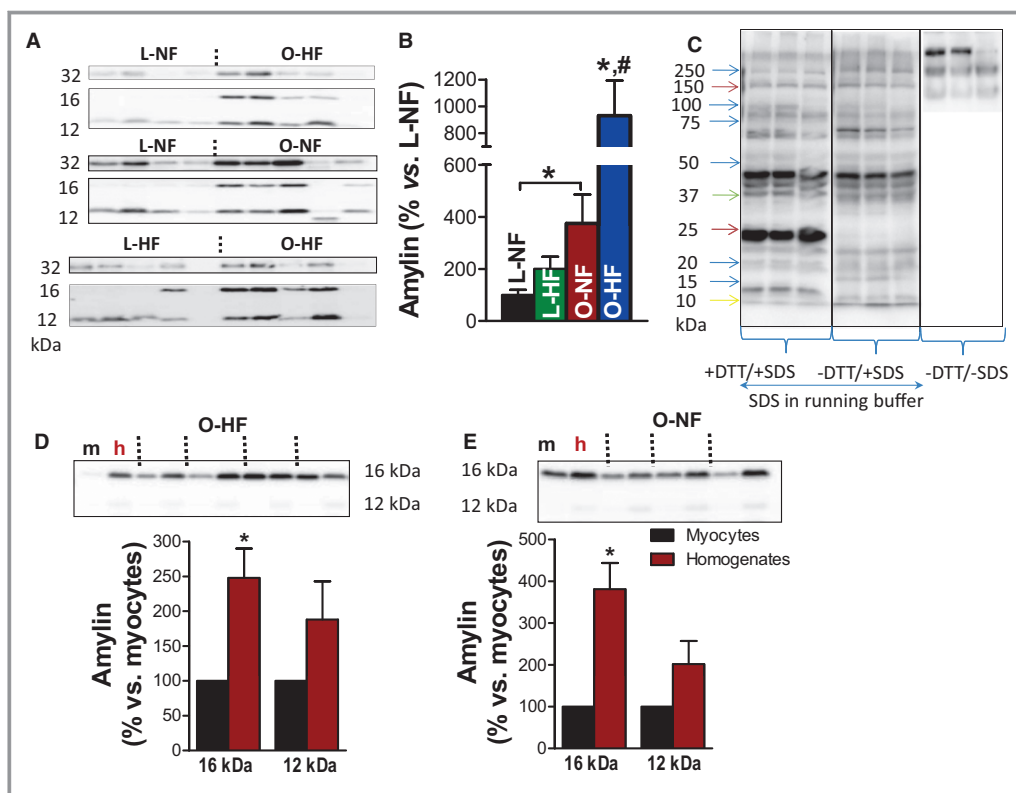 A
L-NF O-HF
32
16
12
L-NF O-NF
32
16
12
L-HF O-HF
32
16
12
kDa
B
Amylin (% vs. L-NF)
1200
1000
800
600
400
200
0
*
*,#
L-NF
L-HF
O-NF
O-HF
C
250
150
100
75
50
37
25
20
15
10
kDa
+DTT/+SDS -DTT/+SDS -DTT/-SDS
SDS in running buffer
D
O-HF
m h
16 kDa
12 kDa
Amylin
(% vs. myocytes)
300
250
200
150
100
50
0
*
16 kDa 12 kDa
E
O-NF
m h
16 kDa
12 kDa
Myocytes
Homogenates
Amylin
(% vs. myocytes)
500
400
300
200
100
0
*
16 kDa 12 kDa